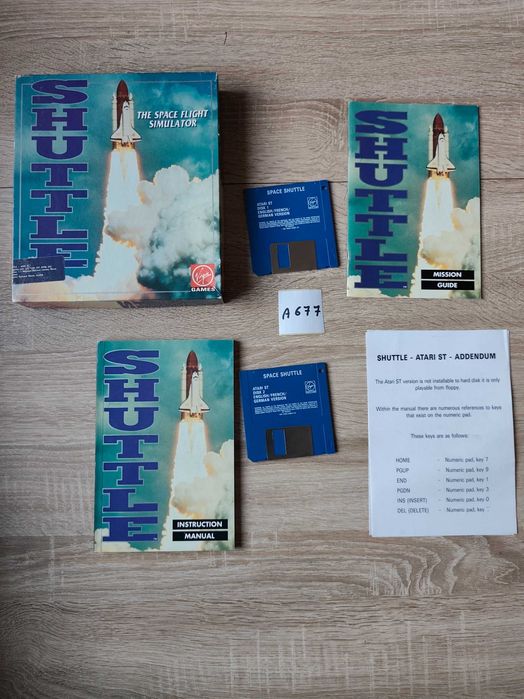 SHUTTLE
THE SPACE FLIGHT
SIMULATOR
Virgin
GAMES
SPACE SHUTTLE
ATARI ST
DISK 1
ENGLISH/FRENCH/
GERMAN VERSION
SHUTTLE
MISSION
GUIDE
A677
SHUTTLE
INSTRUCTION
MANUAL
SPACE SHUTTLE
ATARI ST
DISK 2
ENGLISH/FRENCH/
GERMAN VERSION
SHUTTLE - ATARI ST - ADDENDUM
The Atari ST version is not installable to hard disk it is only
playable from floppy.
Within the manual there are numerous references to keys
that exist on the numeric pad.
These keys are as follows:
HOME - Numeric pad, key 7
PGUP - Numeric pad, key 9
END - Numeric pad, key 1
PGDN - Numeric pad, key 3
INS (INSERT) - Numeric pad, key 0
DEL (DELETE) - Numeric pad, key .